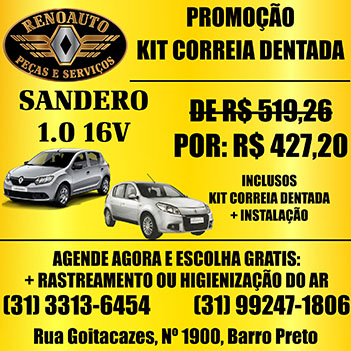 RENOAUTO
PEÇAS E SERVIÇOS
PROMOÇÃO
KIT CORREIA DENTADA
SANDERO
1.0 16V
DE R$ 519,26
POR: R$ 427,20
INCLUSOS
KIT CORREIA DENTADA
+ INSTALAÇÃO
AGENDE AGORA E ESCOLHA GRATIS:
+ RASTREAMENTO OU HIGIENIZAÇÃO DO AR
(31) 3313-6454 (31) 99247-1806
Rua Goitacazes, Nº 1900, Barro Preto